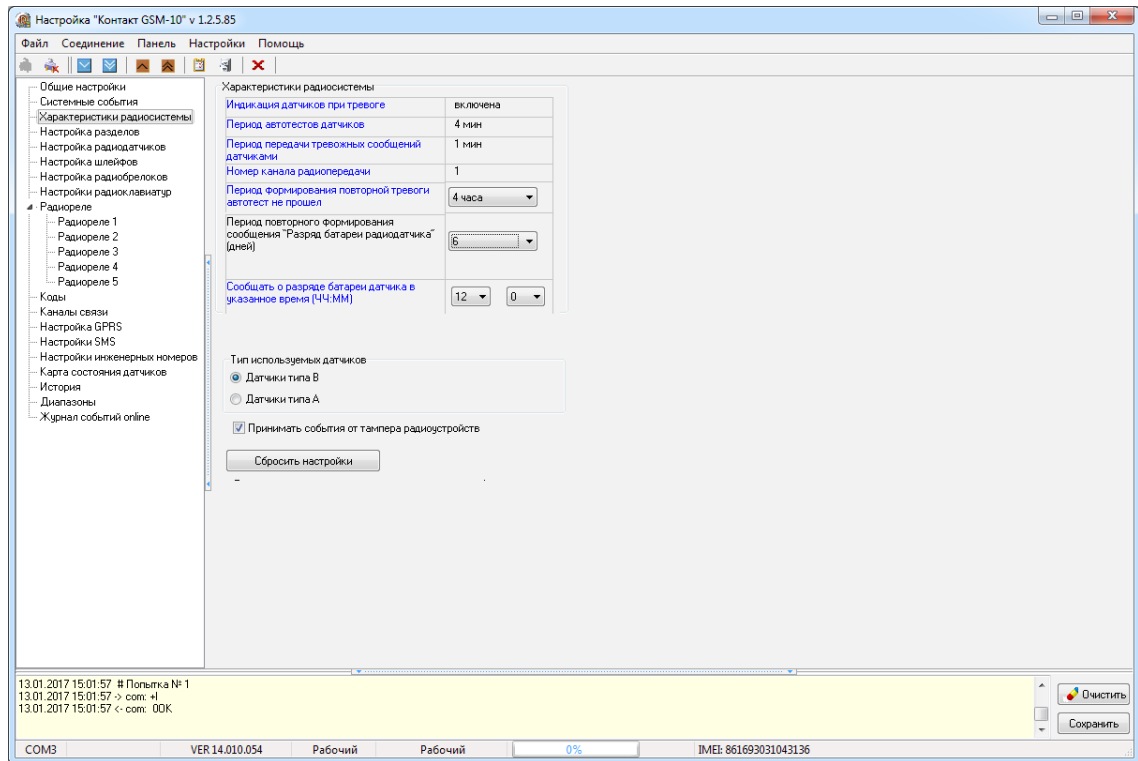 Настройка "Контакт GSM-10" v 1.2.5.85
Файл Соединение Панель Настройки Помощь
Общие настройки
Системные события
Характеристики радиосистемы
Настройка разделов
Настройка радиодатчиков
Настройка шлейфов
Настройка радиобрелоков
Настройки радиоклавиатур
Радиореле
Радиореле 1
Радиореле 2
Радиореле 3
Радиореле 4
Радиореле 5
Коды
Каналы связи
Настройка GPRS
Настройки SMS
Настройки инженерных номеров
Карта состояния датчиков
История
Диапазоны
Журнал событий online
Характеристики радиосистемы
Индикация датчиков при тревоге включена
Период автотестов датчиков 4 мин
Период передачи тревожных сообщений 1 мин
датчиками
Номер канала радиопередачи 1
Период формирования повторной тревоги
автотест не прошел 4 часа
Период повторного формирования
сообщения "Разряд батареи радиодатчика" 6
(дней)
Сообщать о разряде батареи датчика в
указанное время (ЧЧ:ММ) 12 0
Тип используемых датчиков
Датчики типа B
Датчики типа A
Принимать события от тампера радиоустройств
Сбросить настройки
13.01.2017 15:01:57 # Попытка № 1
13.01.2017 15:01:57 -> com: +I
13.01.2017 15:01:57 <- com: 0OK
Очистить
Сохранить
COM3 VER 14.010.054 Рабочий Рабочий 0% IMEI: 861693031043136